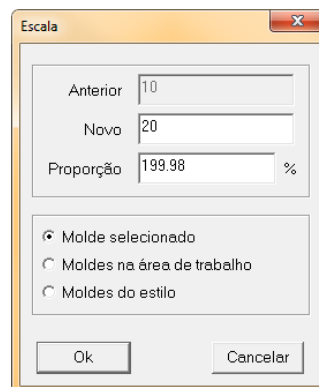 Escala
Anterior 10
Novo 20
Proporção 199.98 %
Molde selecionado
Moldes na área de trabalho
Moldes do estilo
Ok Cancelar